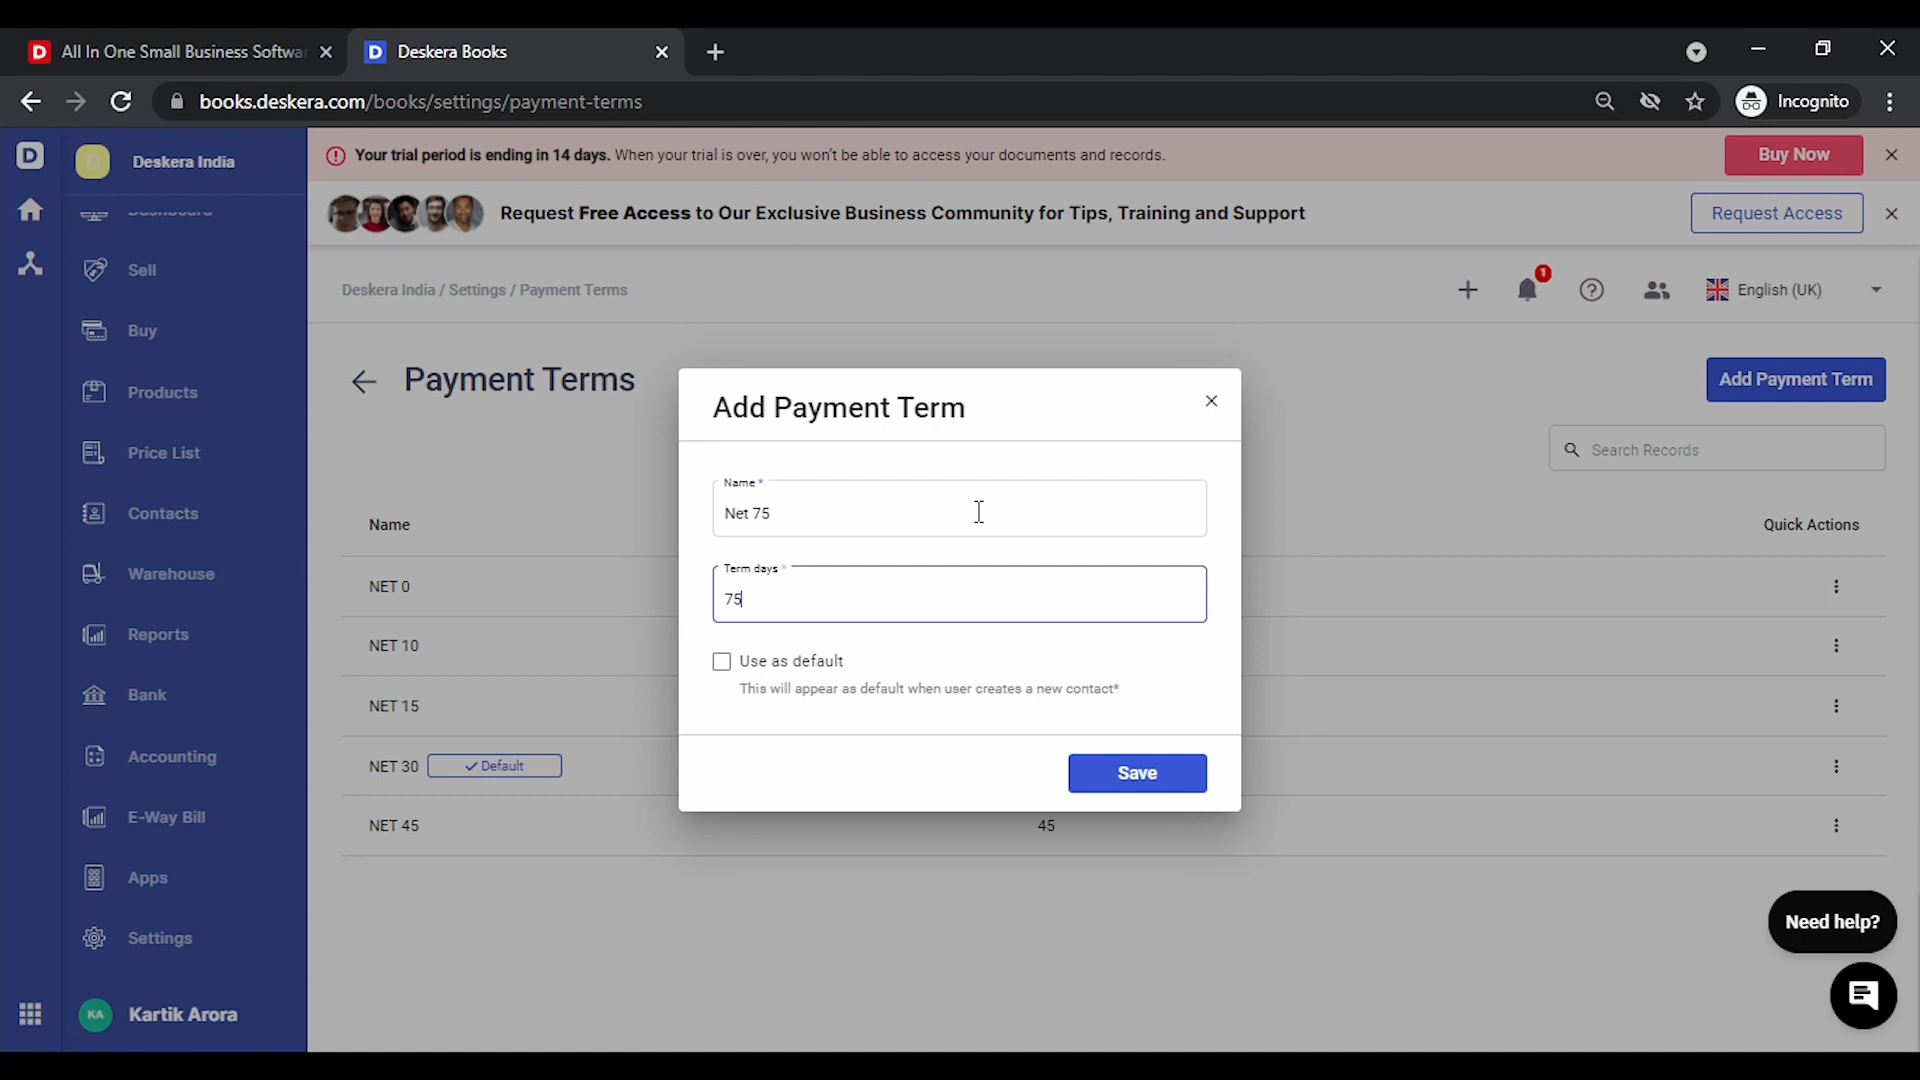 All In One Small Business Softwa
Deskera Books
books.deskera.com/books/settings/payment-terms
Incognito
D
Deskera India
Your trial period is ending in 14 days. When your trial is over, you won't be able to access your documents and records.
Buy Now
Request Free Access to Our Exclusive Business Community for Tips, Training and Support
Request Access
Dashboard
Sell
Buy
Products
Price List
Contacts
Warehouse
Reports
Bank
Accounting
E-Way Bill
Apps
Settings
KA Kartik Arora
Deskera India / Settings / Payment Terms
1
English (UK)
Payment Terms
Add Payment Term
Search Records
Name
Quick Actions
NET 0
NET 10
NET 15
NET 30 Default
NET 45
45
Add Payment Term
Name *
Net 75
Term days *
75
Use as default
This will appear as default when user creates a new contact*
Save
Need help?